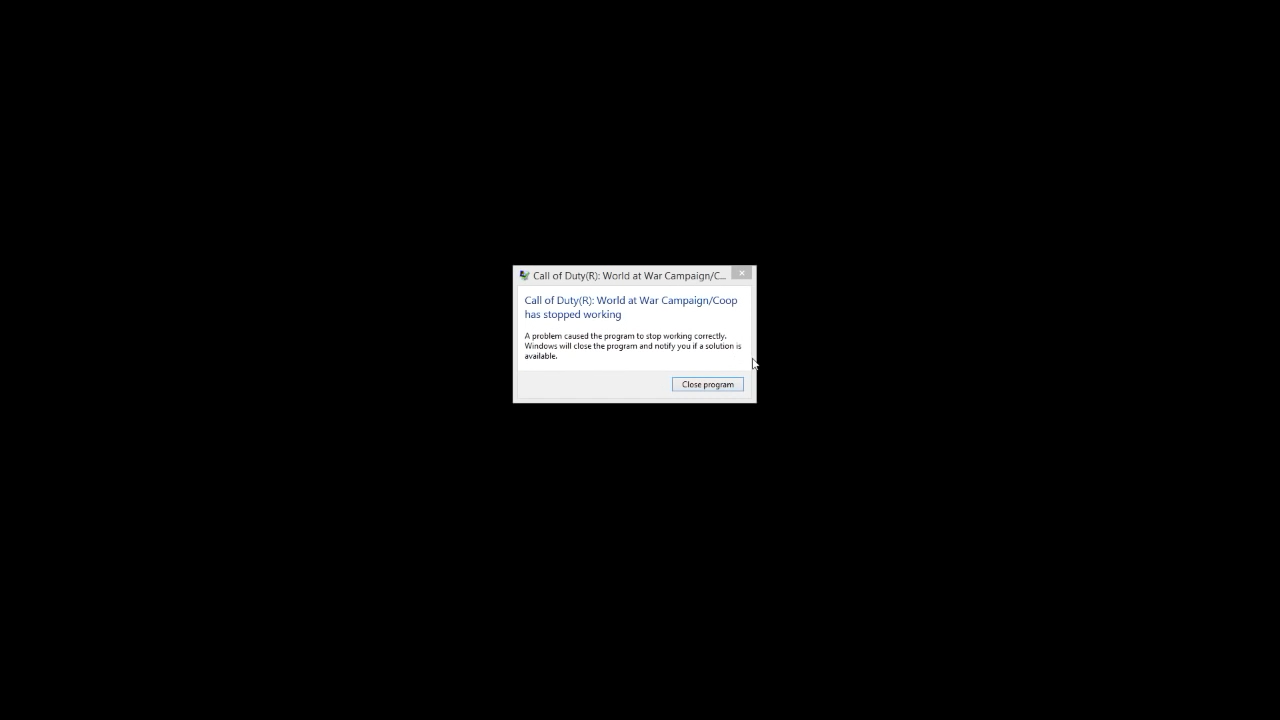 Call of Duty(R): World at War Campaign/C...
Call of Duty(R): World at War Campaign/Coop
has stopped working
A problem caused the program to stop working correctly.
Windows will close the program and notify you if a solution is
available.
Close program